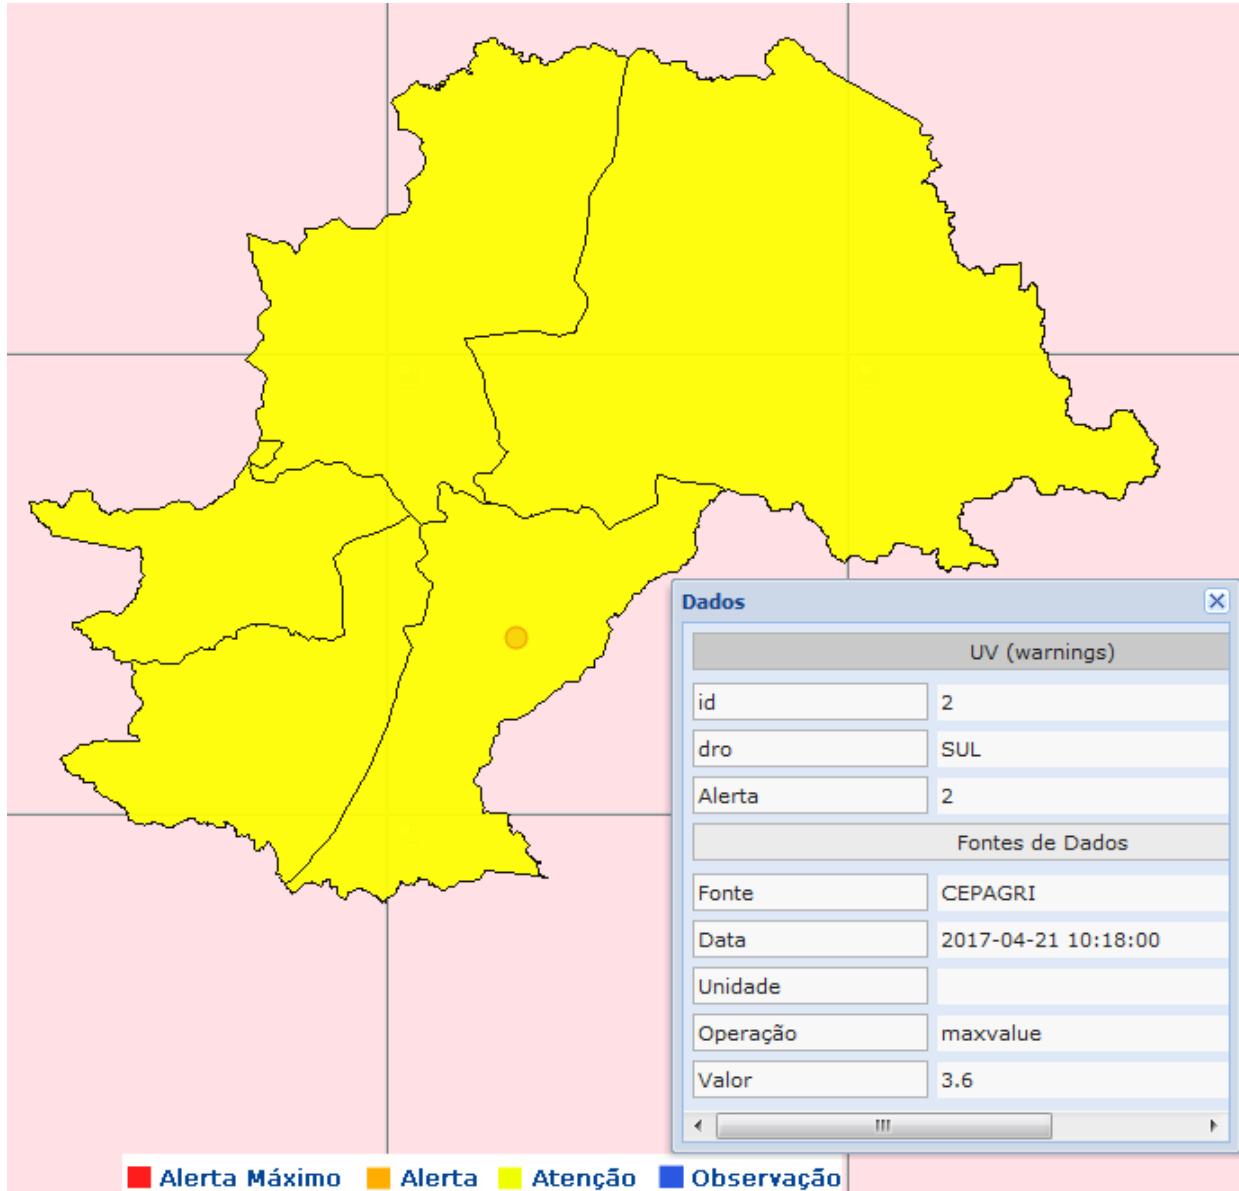 Dados
UV (warnings)
id 2
dro SUL
Alerta 2
Fontes de Dados
Fonte CEPAGRI
Data 2017-04-21 10:18:00
Unidade
Operação maxvalue
Valor 3.6
Alerta Máximo Alerta Atenção Observação